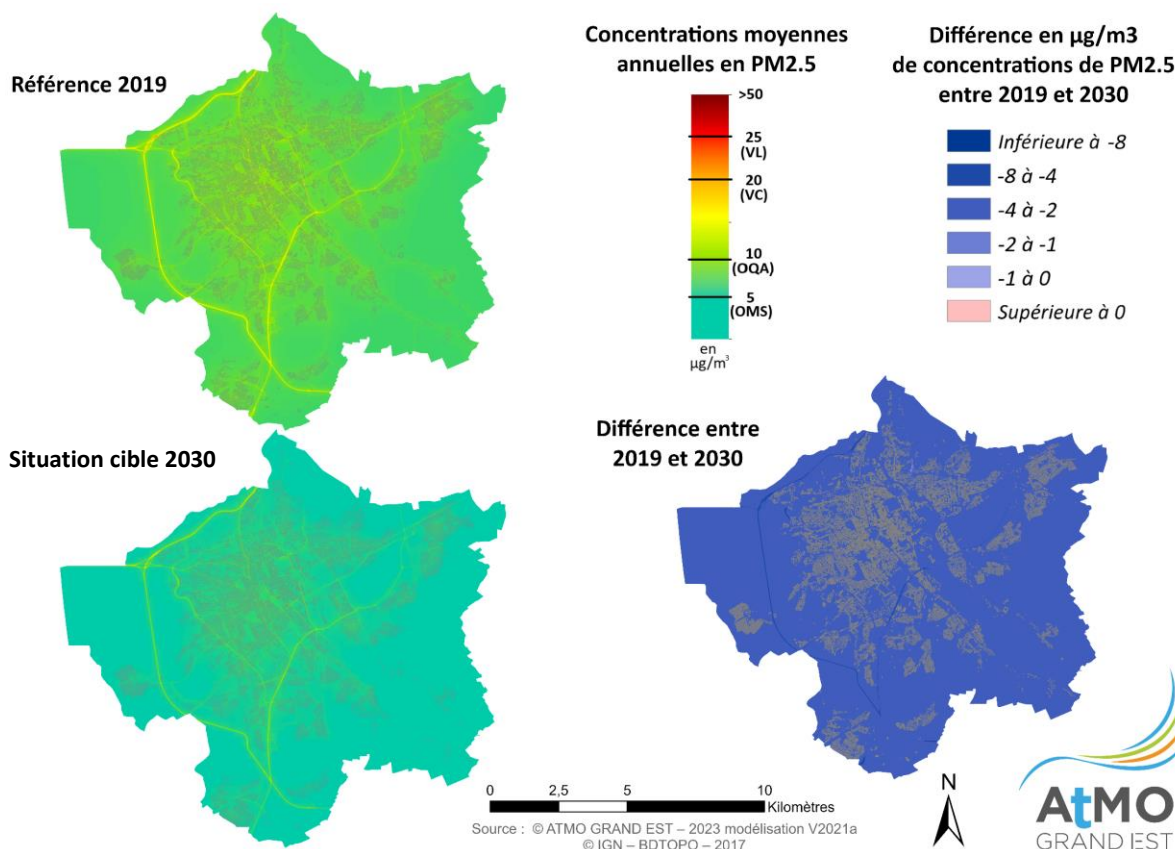 Référence 2019
Concentrations moyennes
annuelles en PM2.5
>50
25
(VL)
20
(VC)
10
(OQA)
5
(OMS)
en
µg/m³
Différence en µg/m3
de concentrations de PM2.5
entre 2019 et 2030
Inférieure à -8
-8 à -4
-4 à -2
-2 à -1
-1 à 0
Supérieure à 0
Situation cible 2030
Différence entre
2019 et 2030
0 2,5 5 10
Kilomètres
Source : © ATMO GRAND EST – 2023 modélisation V2021a
© IGN – BDTOPO – 2017
N
AtMO
GRAND EST